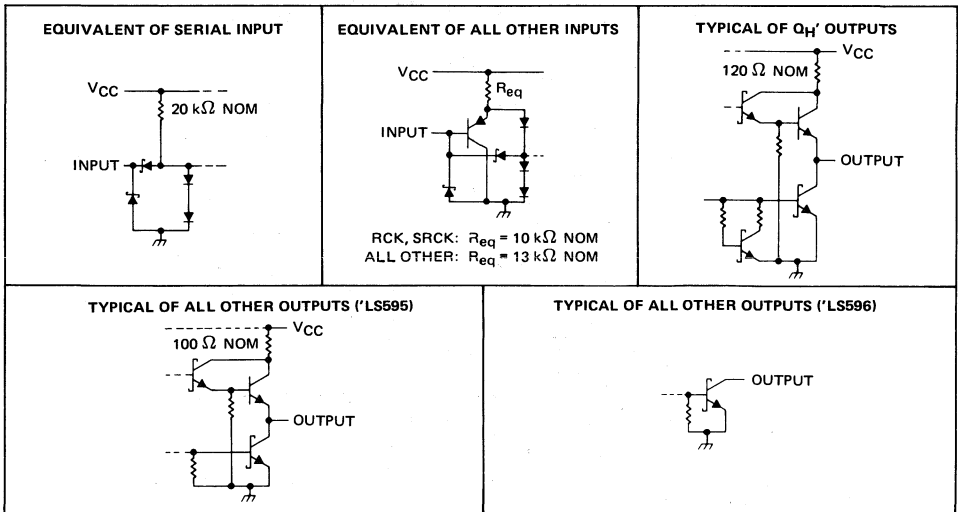 EQUIVALENT OF SERIAL INPUT
VCC
20 kΩ NOM
INPUT
EQUIVALENT OF ALL OTHER INPUTS
VCC
Req
INPUT
RCK, SRCK: Req = 10 kΩ NOM
ALL OTHER: Req = 13 kΩ NOM
TYPICAL OF QH' OUTPUTS
VCC
120 Ω NOM
OUTPUT
TYPICAL OF ALL OTHER OUTPUTS ('LS595)
VCC
100 Ω NOM
OUTPUT
TYPICAL OF ALL OTHER OUTPUTS ('LS596)
OUTPUT